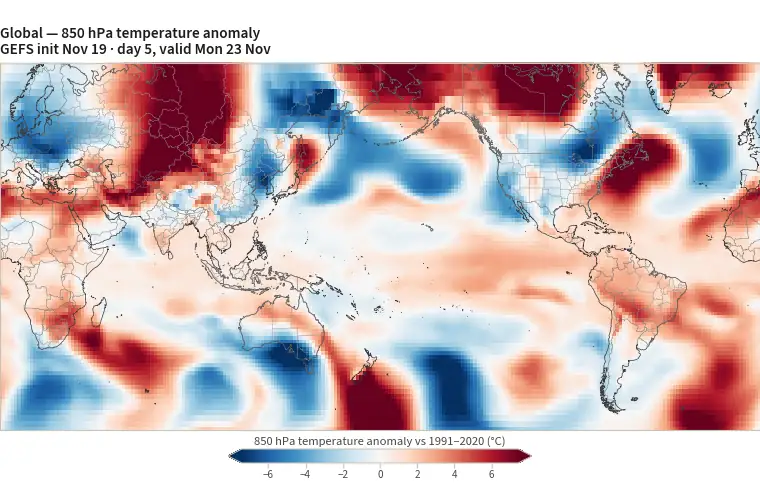 Global — 850 hPa temperature anomaly
GEFS init Nov 19 · day 5, valid Mon 23 Nov
850 hPa temperature anomaly vs 1991–2020 (°C)
−6 −4 −2 0 2 4 6